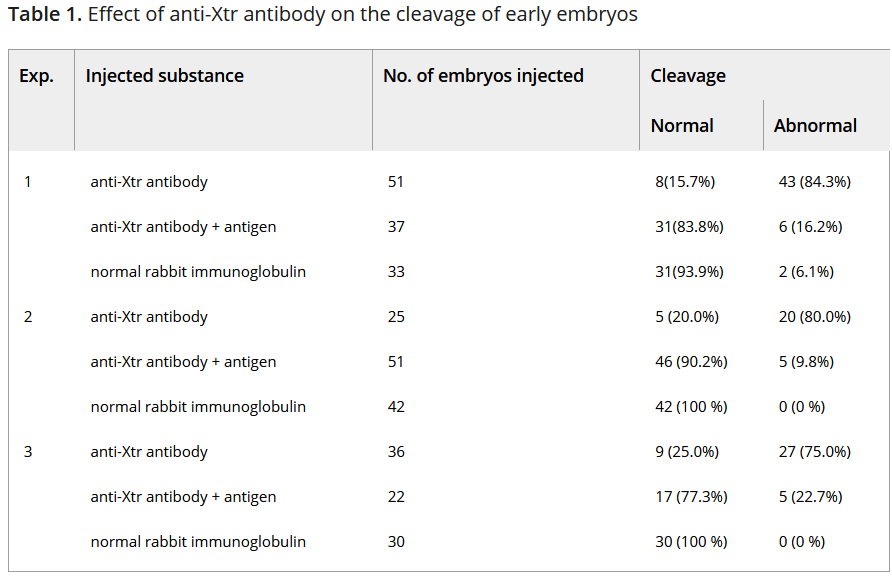 Table 1. Effect of anti-Xtr antibody on the cleavage of early embryos
Exp. Injected substance No. of embryos injected Cleavage
Normal Abnormal
1 anti-Xtr antibody 51 8(15.7%) 43 (84.3%)
anti-Xtr antibody + antigen 37 31(83.8%) 6 (16.2%)
normal rabbit immunoglobulin 33 31(93.9%) 2 (6.1%)
2 anti-Xtr antibody 25 5 (20.0%) 20 (80.0%)
anti-Xtr antibody + antigen 51 46 (90.2%) 5 (9.8%)
normal rabbit immunoglobulin 42 42 (100 %) 0 (0 %)
3 anti-Xtr antibody 36 9 (25.0%) 27 (75.0%)
anti-Xtr antibody + antigen 22 17 (77.3%) 5 (22.7%)
normal rabbit immunoglobulin 30 30 (100 %) 0 (0 %)